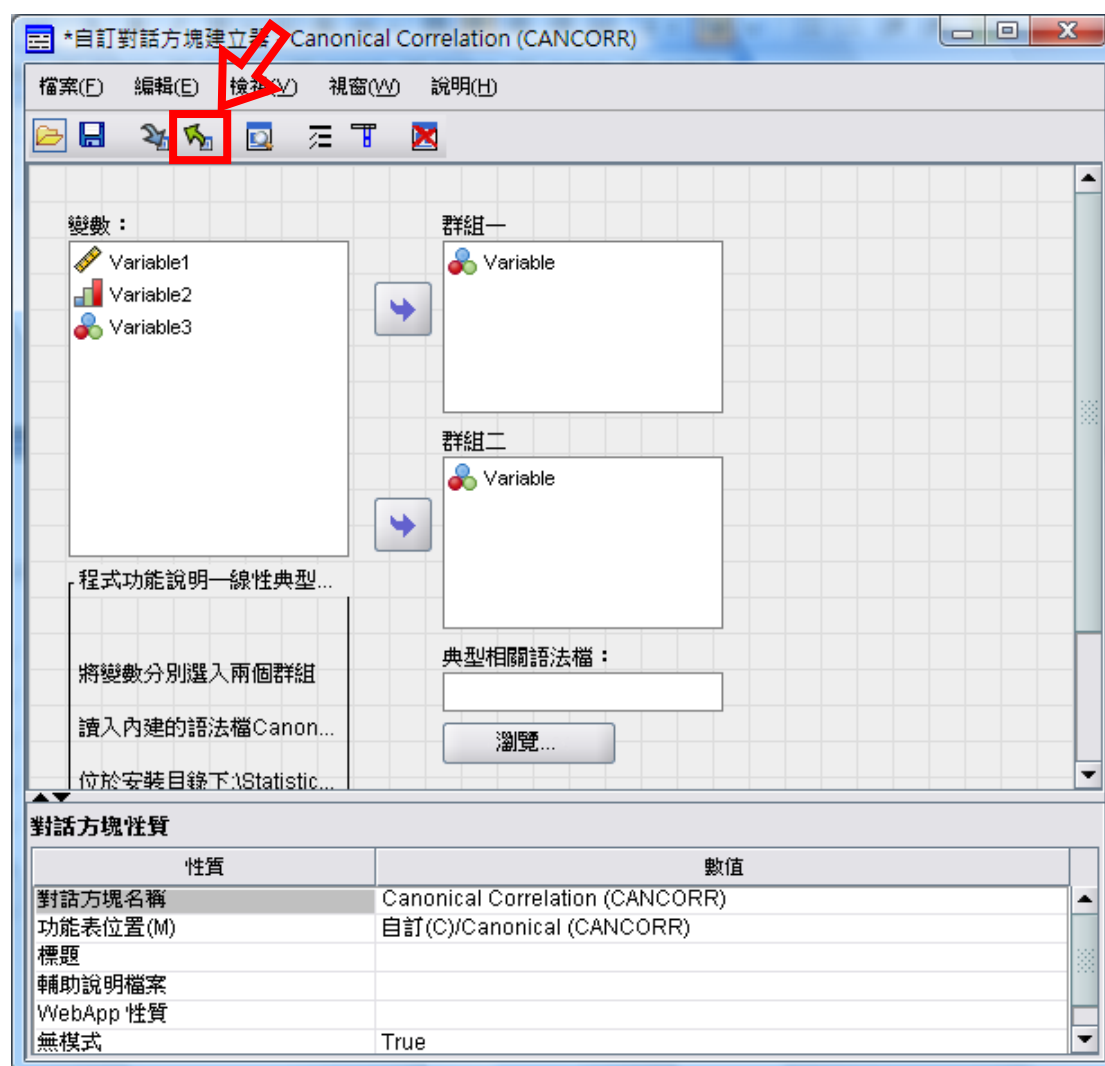 *自訂對話方塊建立器 - Canonical Correlation (CANCORR)
檔案(F) 編輯(E) 檢視(V) 視窗(W) 說明(H)
變數：
Variable1
Variable2
Variable3
群組一
Variable
群組二
Variable
程式功能說明—線性典型...
將變數分別選入兩個群組
讀入內建的語法檔Canon...
位於安裝目錄下:\Statistic...
典型相關語法檔：
瀏覽...
對話方塊性質
性質 數值
對話方塊名稱 Canonical Correlation (CANCORR)
功能表位置(M) 自訂(C)/Canonical (CANCORR)
標題
輔助說明檔案
WebApp 性質
無模式 True